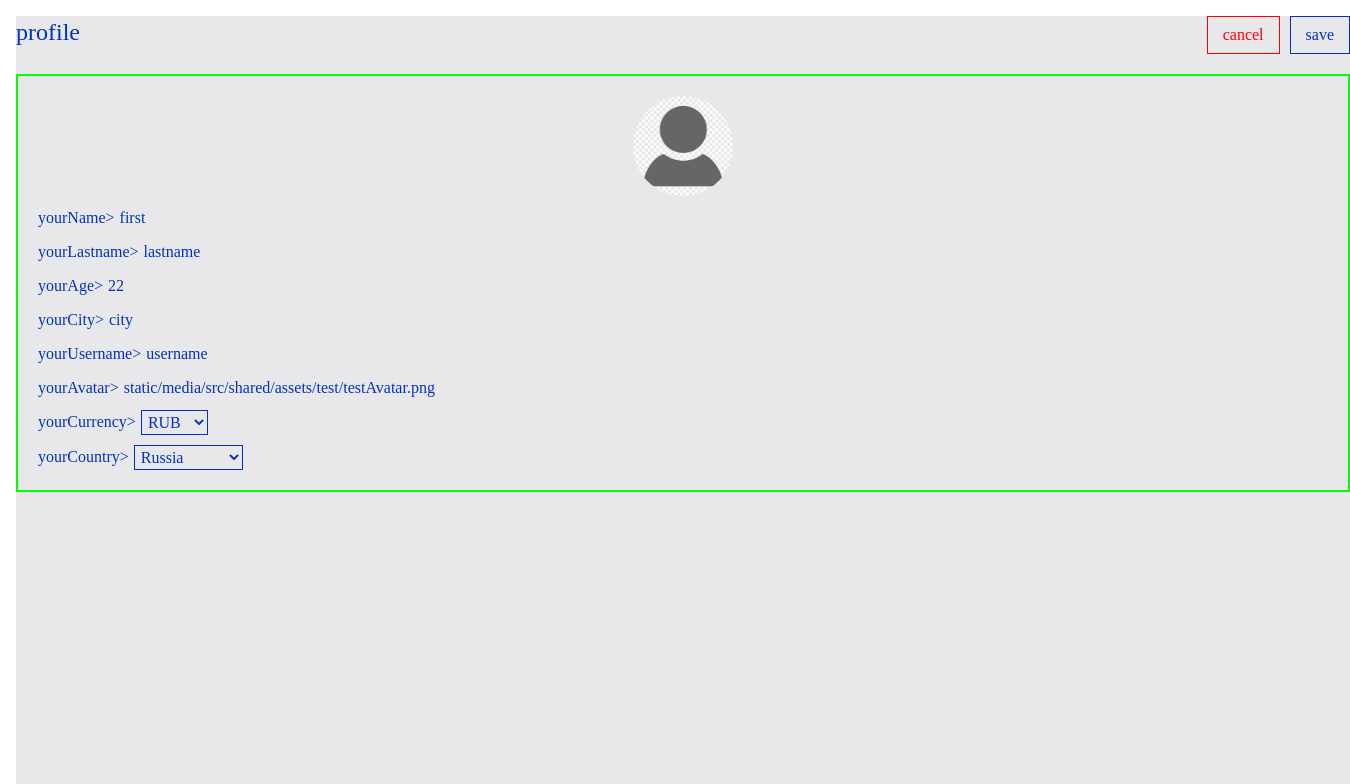 profile
cancel save
yourName> first
yourLastname> lastname
yourAge> 22
yourCity> city
yourUsername> username
yourAvatar> static/media/src/shared/assets/test/testAvatar.png
yourCurrency> RUB
yourCountry> Russia